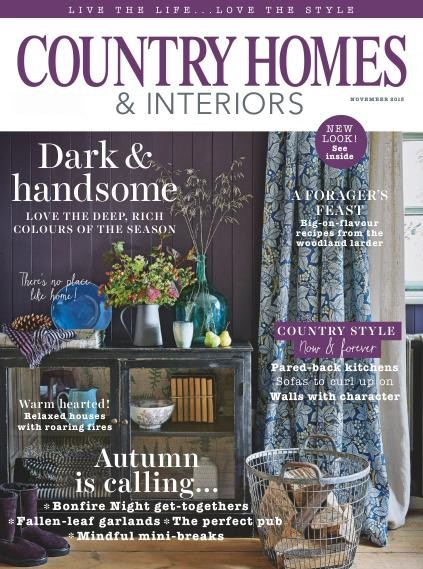 LIVE THE LIFE...LOVE THE STYLE
COUNTRY HOMES
& INTERIORS
NOVEMBER 2015
NEW
LOOK!
See
inside
Dark &
handsome
LOVE THE DEEP, RICH
COLOURS OF THE SEASON
A FORAGER'S
FEAST
Big-on-flavour
recipes from the
woodland larder
There's no place
like home!
COUNTRY STYLE
Now & forever
Pared-back kitchens
Sofas to curl up on
Walls with character
Warm hearted!
Relaxed houses
with roaring fires
Autumn
is calling...
* Bonfire Night get-togethers
* Fallen-leaf garlands * The perfect pub
* Mindful mini-breaks